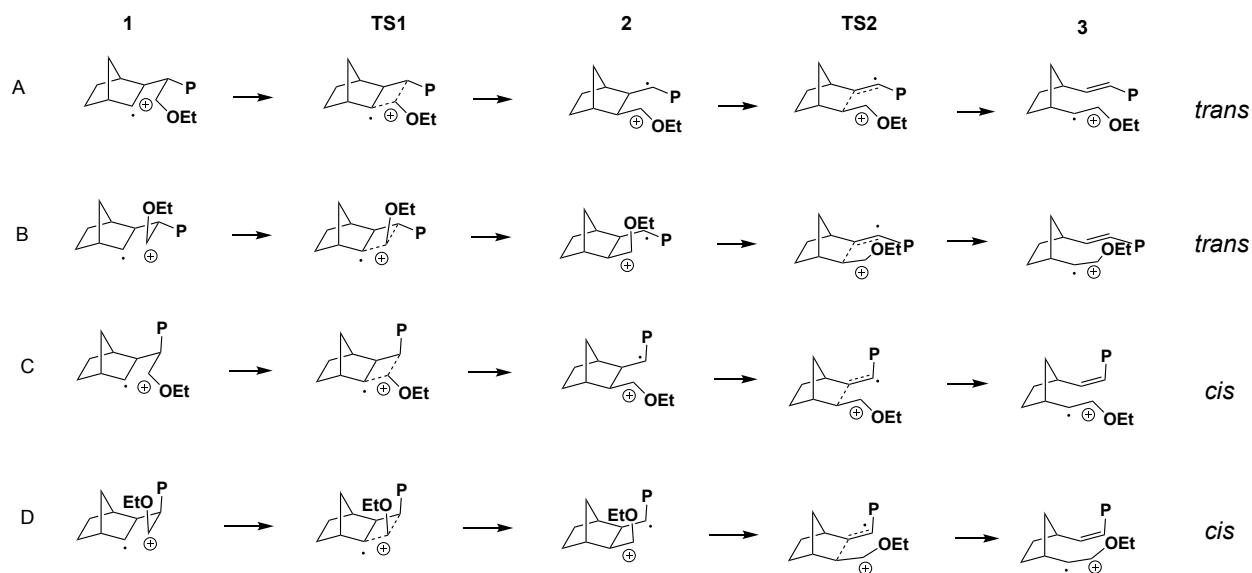 1 TS1 2 TS2 3
A P OEt P OEt P OEt P OEt P OEt trans
B OEt P OEt P OEt P P OEt P OEt trans
C P OEt P OEt P OEt P OEt P OEt cis
D P EtO P EtO P EtO P OEt P OEt cis